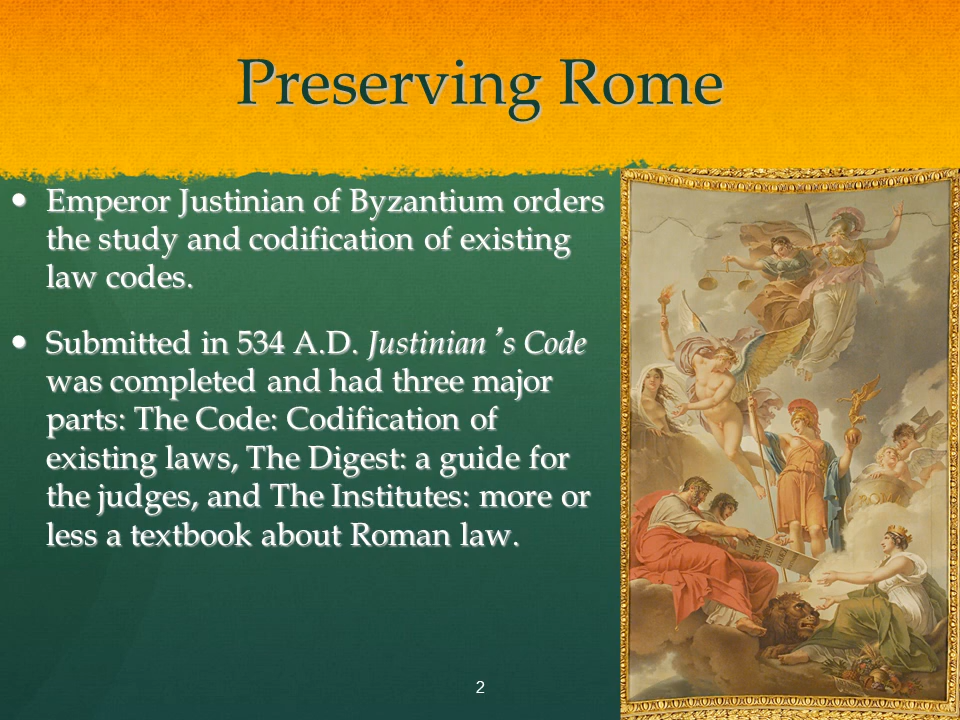 Preserving Rome
• Emperor Justinian of Byzantium orders
the study and codification of existing
law codes.
• Submitted in 534 A.D. Justinian’s Code
was completed and had three major
parts: The Code: Codification of
existing laws, The Digest: a guide for
the judges, and The Institutes: more or
less a textbook about Roman law.
2